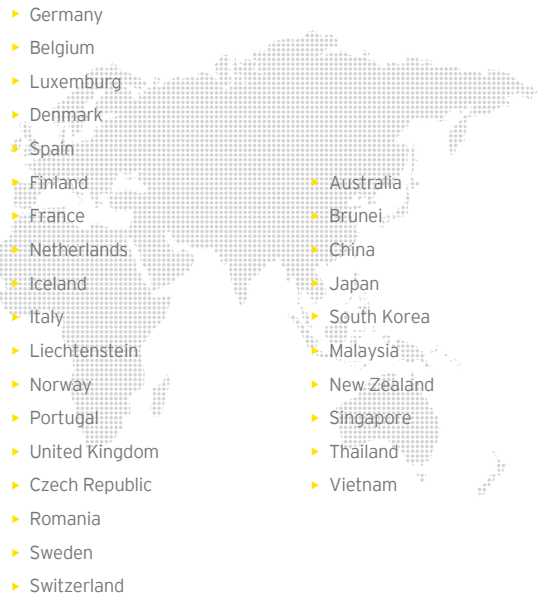 Germany
Belgium
Luxemburg
Denmark
Spain
Finland
France
Netherlands
Iceland
Italy
Liechtenstein
Norway
Portugal
United Kingdom
Czech Republic
Romania
Sweden
Switzerland
Australia
Brunei
China
Japan
South Korea
Malaysia
New Zealand
Singapore
Thailand
Vietnam